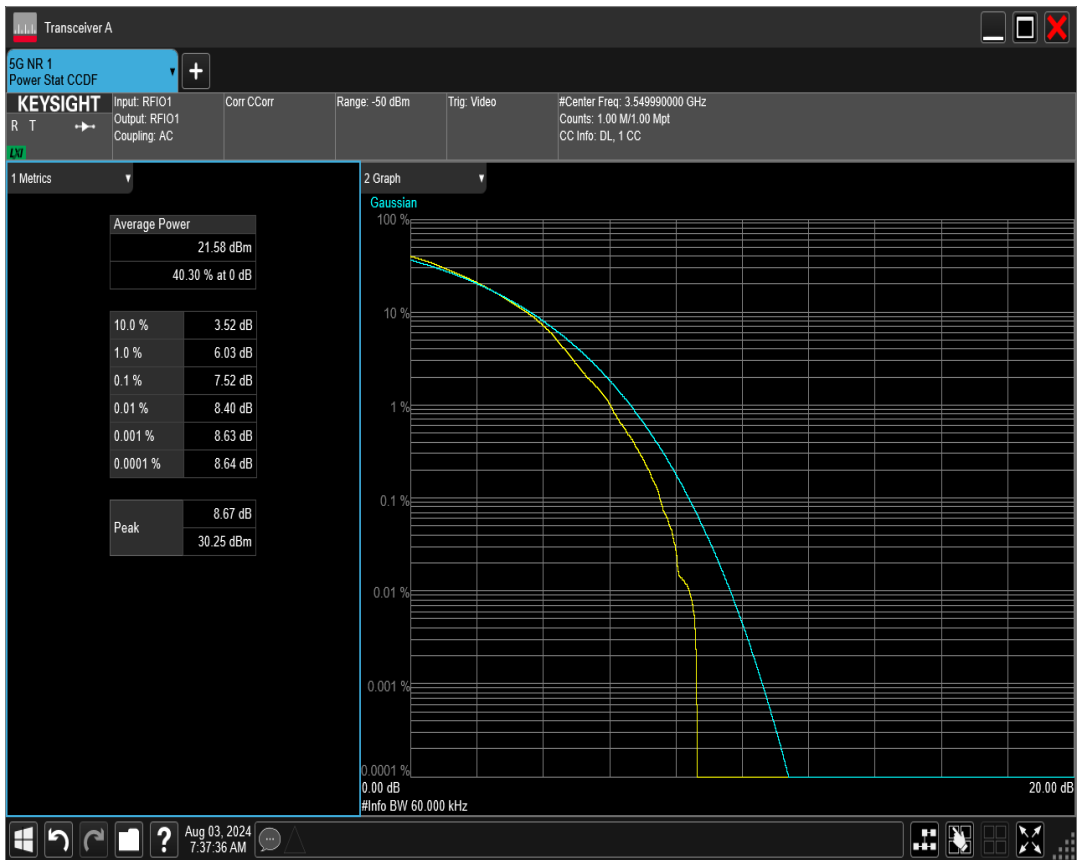 Transceiver A
5G NR 1
Power Stat CCDF
+
KEYSIGHT
R T
LXI
Input: RFIO1
Output: RFIO1
Coupling: AC
Corr CCorr
Range: -50 dBm
Trig: Video
#Center Freq: 3.549990000 GHz
Counts: 1.00 M/1.00 Mpt
CC Info: DL, 1 CC
1 Metrics
Average Power
21.58 dBm
40.30 % at 0 dB
10.0 % 3.52 dB
1.0 % 6.03 dB
0.1 % 7.52 dB
0.01 % 8.40 dB
0.001 % 8.63 dB
0.0001 % 8.64 dB
Peak
8.67 dB
30.25 dBm
2 Graph
Gaussian
100 %
10 %
1 %
0.1 %
0.01 %
0.001 %
0.0001 %
0.00 dB 20.00 dB
#Info BW 60.000 kHz
?
Aug 03, 2024
7:37:36 AM